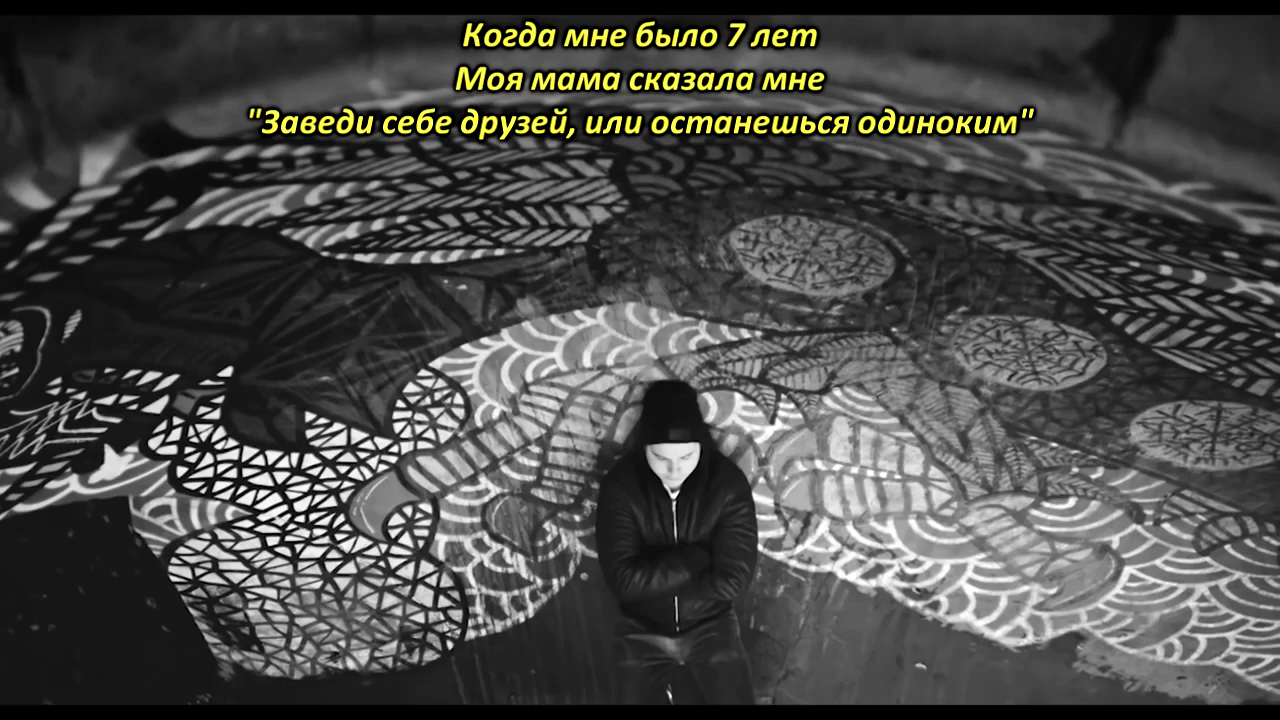 Когда мне было 7 лет
Моя мама сказала мне
"Заведи себе друзей, или останешься одиноким"